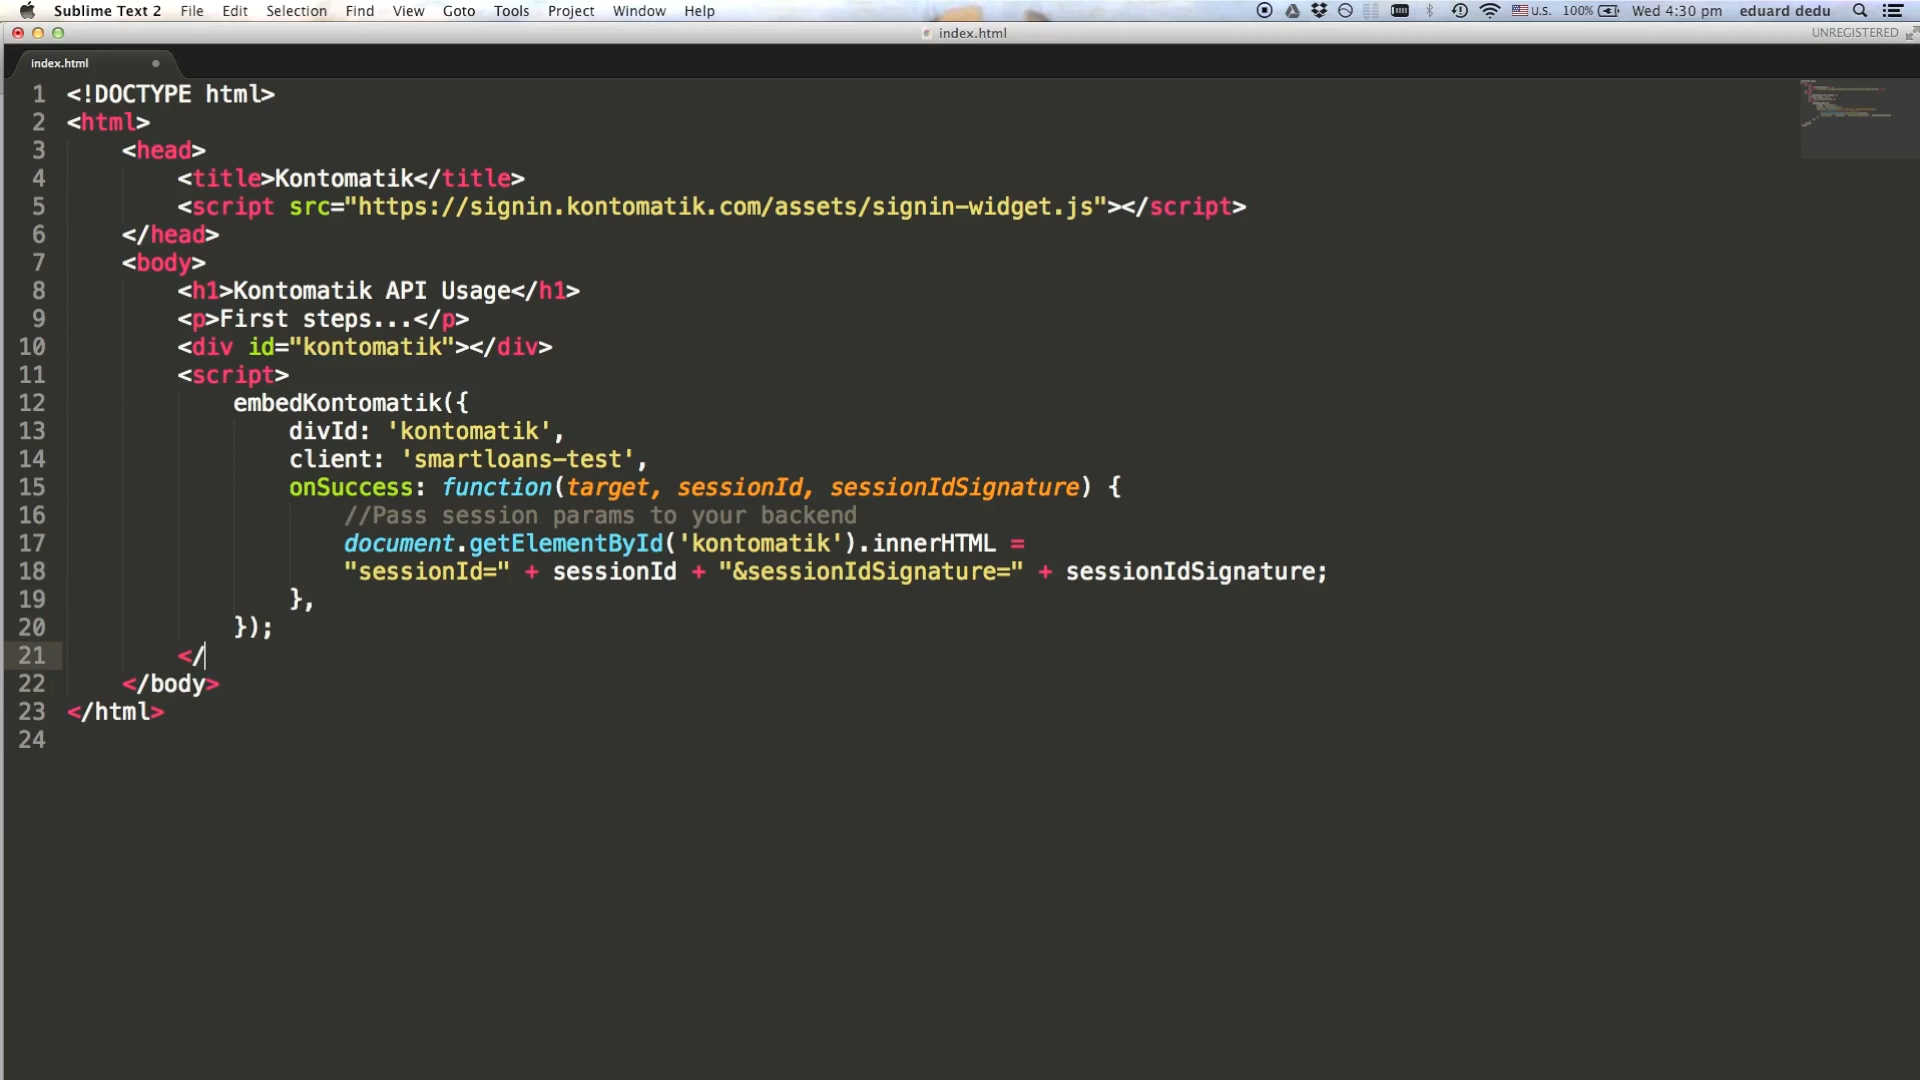 Sublime Text 2 File Edit Selection Find View Goto Tools Project Window Help U.S. 100% Wed 4:30 pm eduard dedu
index.html UNREGISTERED
index.html
1 <!DOCTYPE html>
2 <html>
3 <head>
4 <title>Kontomatik</title>
5 <script src="https://signin.kontomatik.com/assets/signin-widget.js"></script>
6 </head>
7 <body>
8 <h1>Kontomatik API Usage</h1>
9 <p>First steps...</p>
10 <div id="kontomatik"></div>
11 <script>
12 embedKontomatik({
13 divId: 'kontomatik',
14 client: 'smartloans-test',
15 onSuccess: function(target, sessionId, sessionIdSignature) {
16 //Pass session params to your backend
17 document.getElementById('kontomatik').innerHTML =
18 "sessionId=" + sessionId + "&sessionIdSignature=" + sessionIdSignature;
19 },
20 });
21 </
22 </body>
23 </html>
24